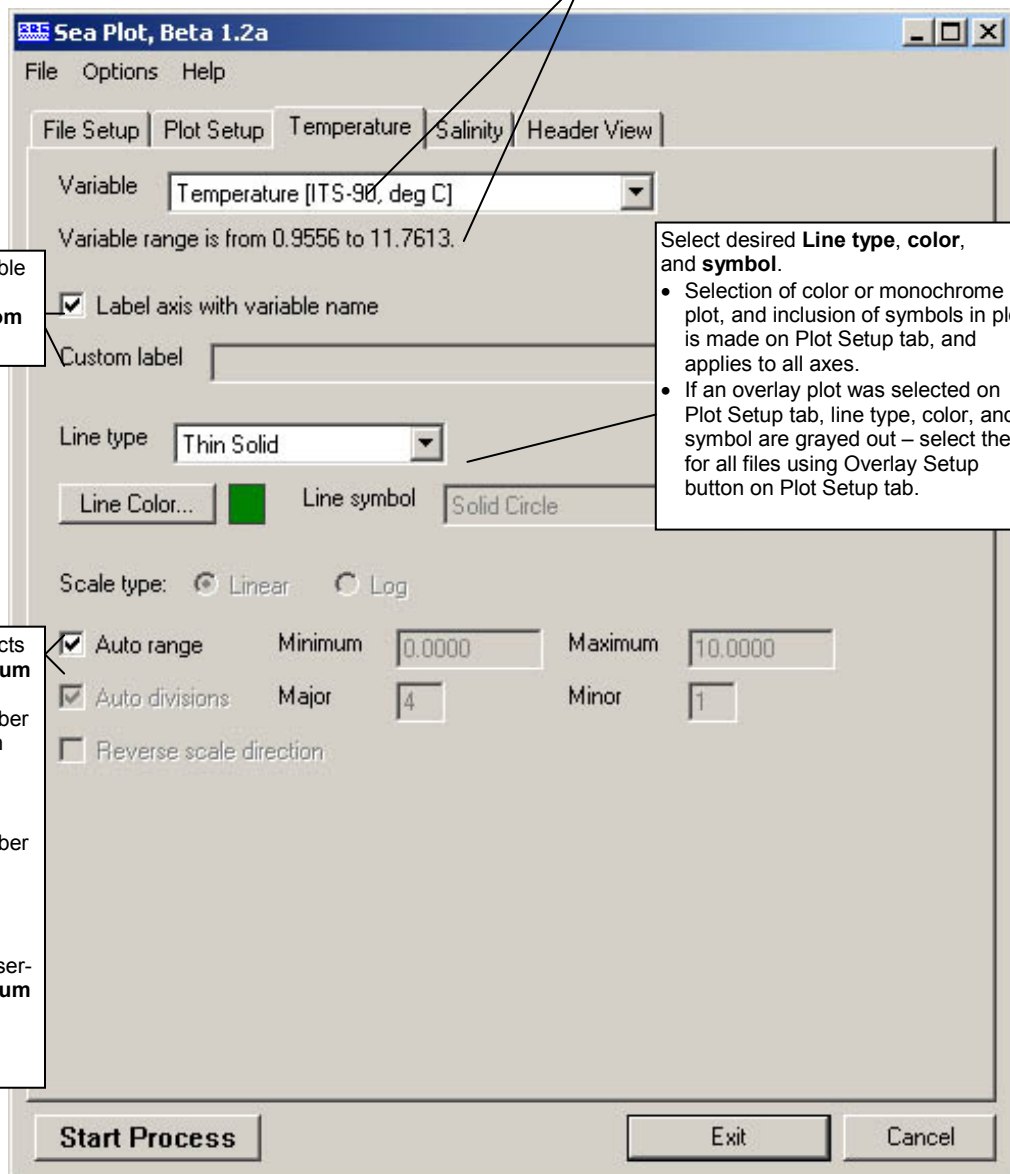 Sea Plot, Beta 1.2a
File Options Help
File Setup Plot Setup Temperature Salinity Header View
Variable Temperature [ITS-90, deg C]
Variable range is from 0.9556 to 11.7613.
Label axis with variable name
Custom label
Line type Thin Solid
Line Color... Line symbol Solid Circle
Scale type: Linear Log
Auto range Minimum 0.0000 Maximum 10.0000
Auto divisions Major 4 Minor 1
Reverse scale direction
Start Process Exit Cancel
Select desired Line type, color,
and symbol.
• Selection of color or monochrome
plot, and inclusion of symbols in
is made on Plot Setup tab, and
applies to all axes.
• If an overlay plot was selected on
Plot Setup tab, line type, color,
symbol are grayed out – select
for all files using Overlay Setup
button on Plot Setup tab.